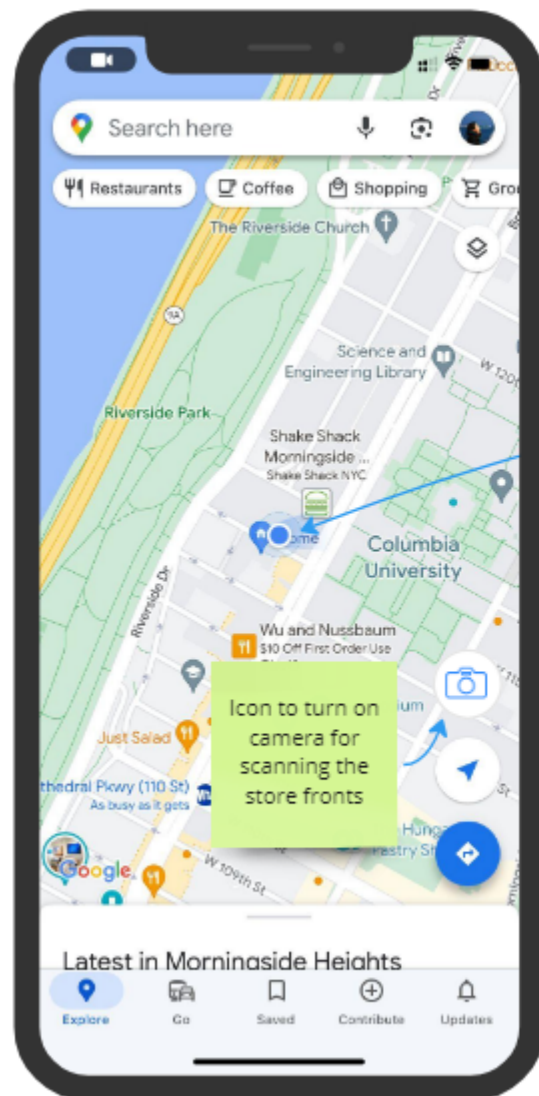 Search here
Restaurants
Coffee
Shopping
The Riverside Church
9A
Science and
Engineering Library
W 120th
Riverside Park
Shake Shack
Morningside ...
Shake Shack NYC
Columbia
University
Riverside Dr
Wu and Nussbaum
$10 Off First Order Use
Icon to turn on
camera for
scanning the
store fronts
Just Salad
thedral Pkwy (110 St)
As busy as it gets
W 109th St
Google
Latest in Morningside Heights
Explore
Go
Saved
Contribute
Updates